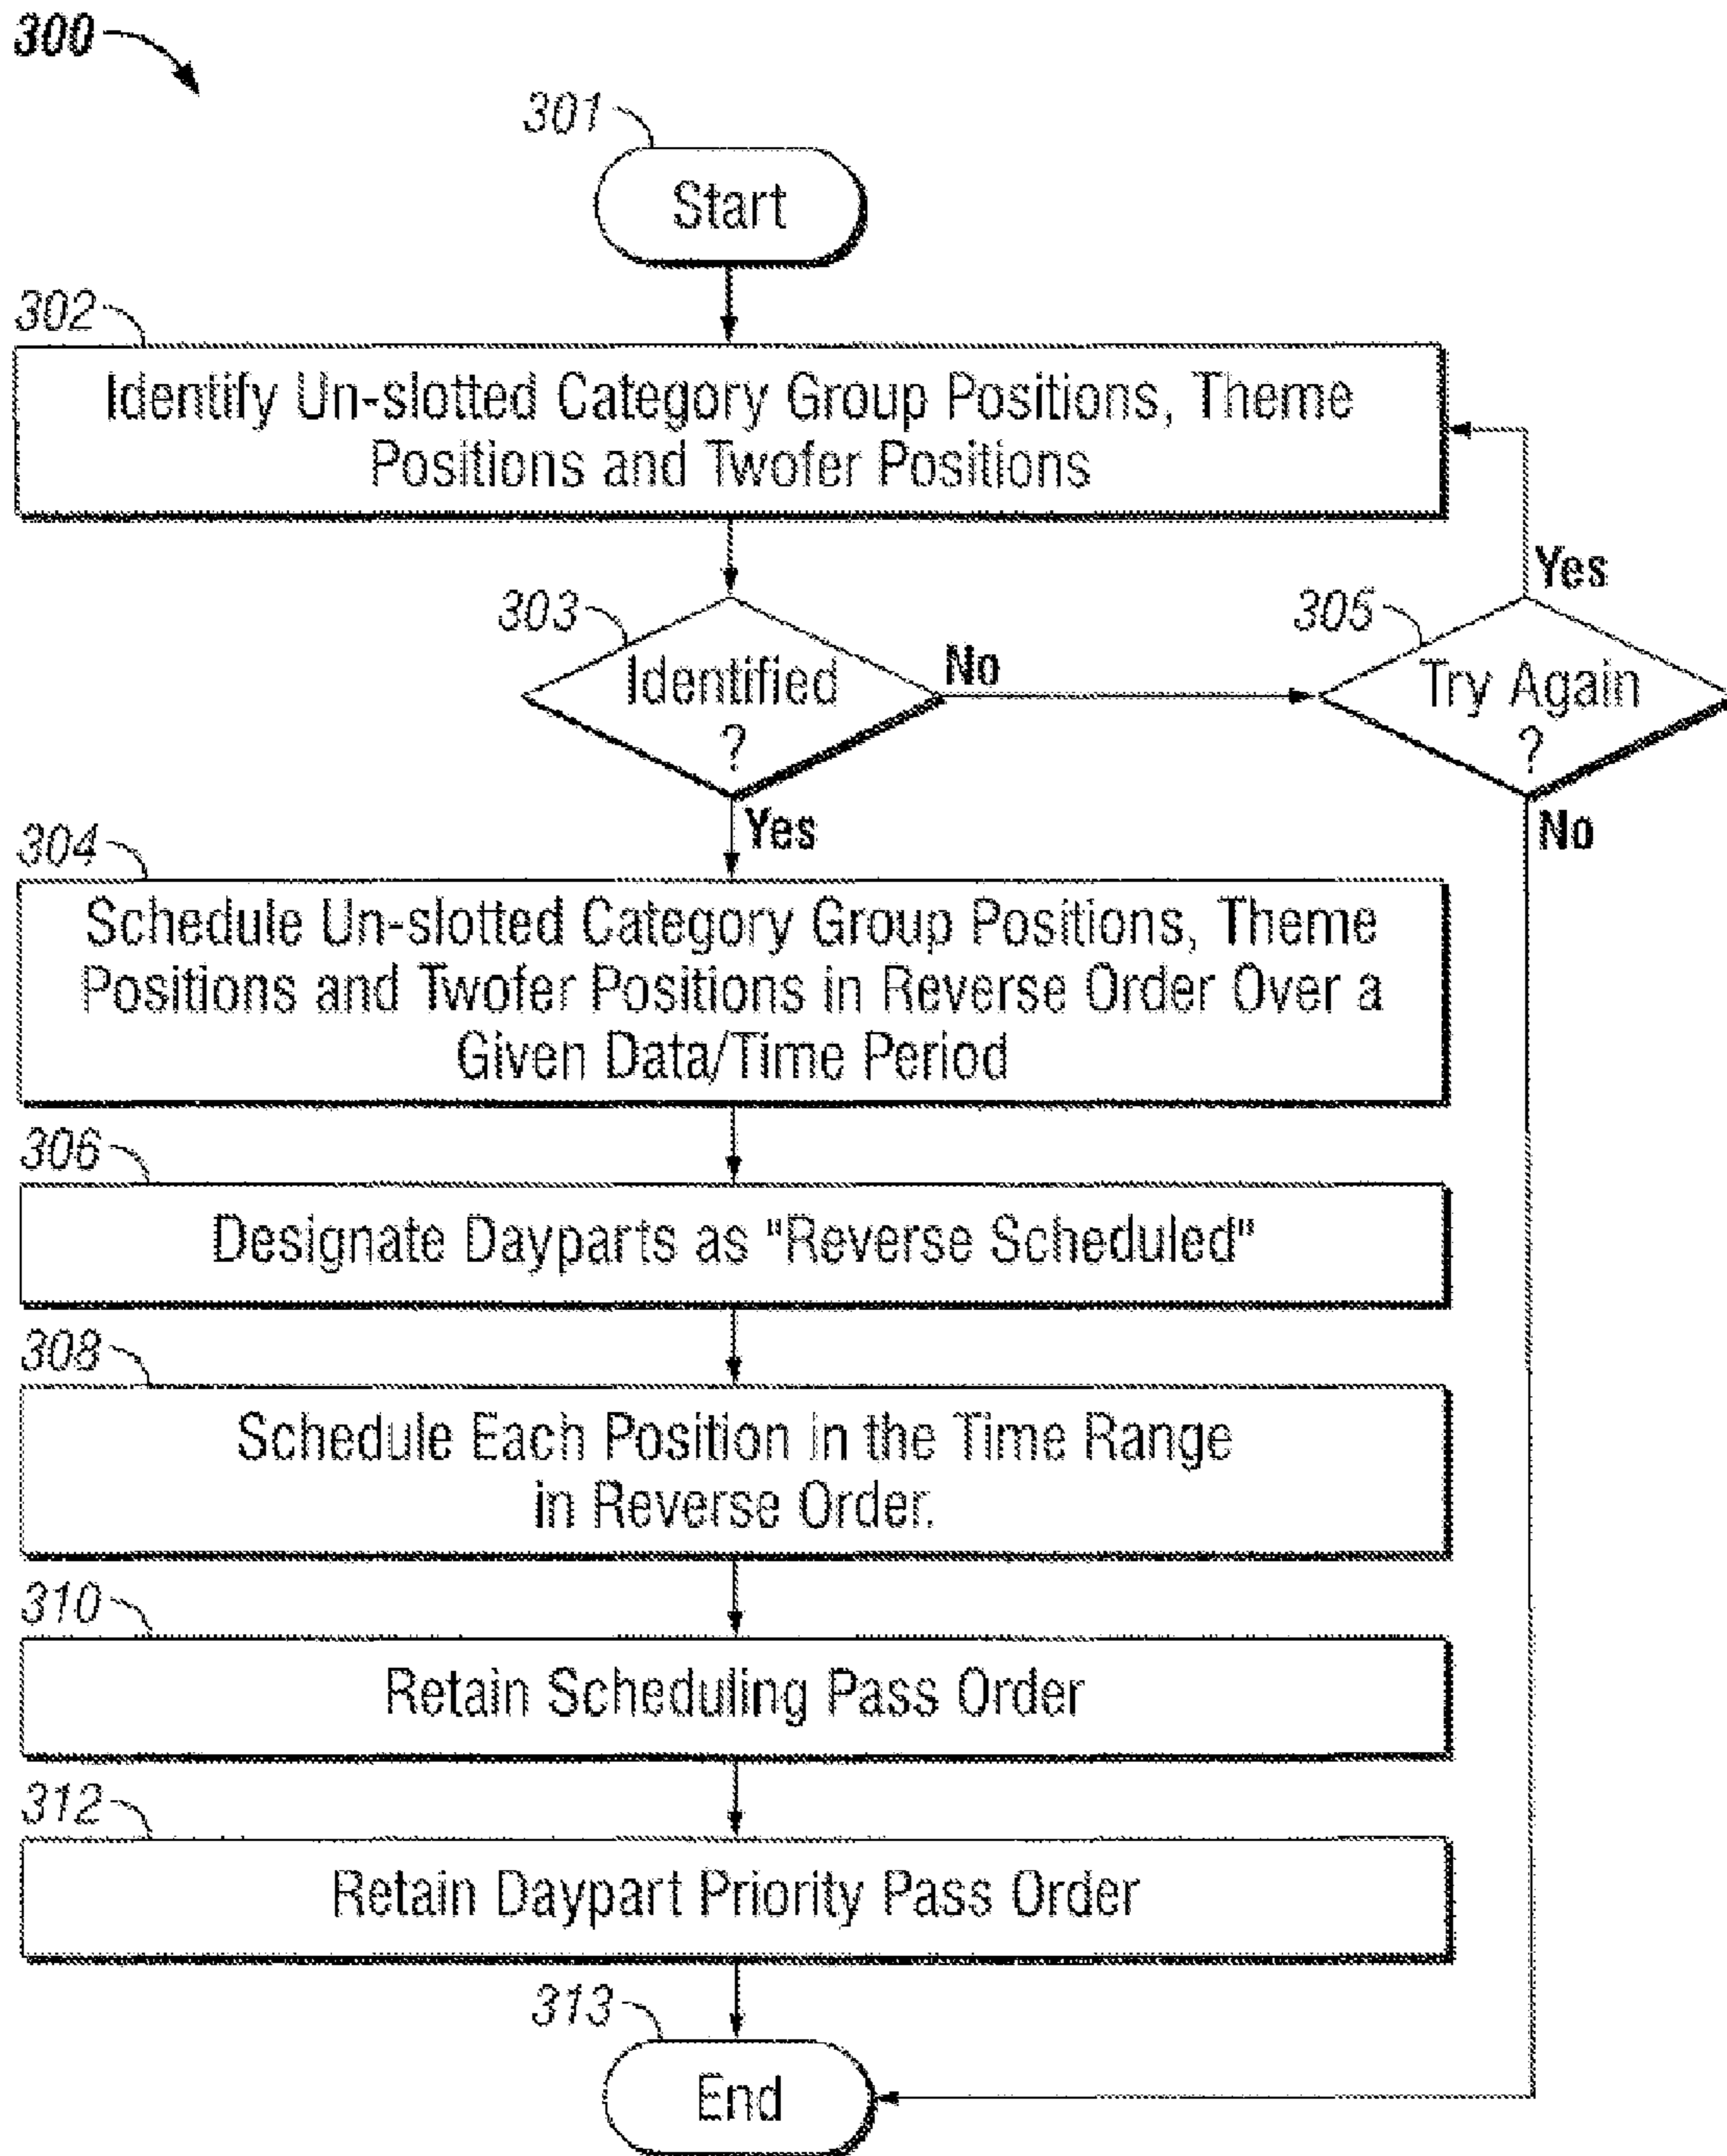 300
301
Start
302
Identify Un-slotted Category Group Positions, Theme
Positions and Twofer Positions
303
Identified
?
No
305
Try Again
?
Yes
No
Yes
304
Schedule Un-slotted Category Group Positions, Theme
Positions and Twofer Positions in Reverse Order Over a
Given Data/Time Period
306
Designate Dayparts as "Reverse Scheduled"
308
Schedule Each Position in the Time Range
in Reverse Order.
310
Retain Scheduling Pass Order
312
Retain Daypart Priority Pass Order
313
End